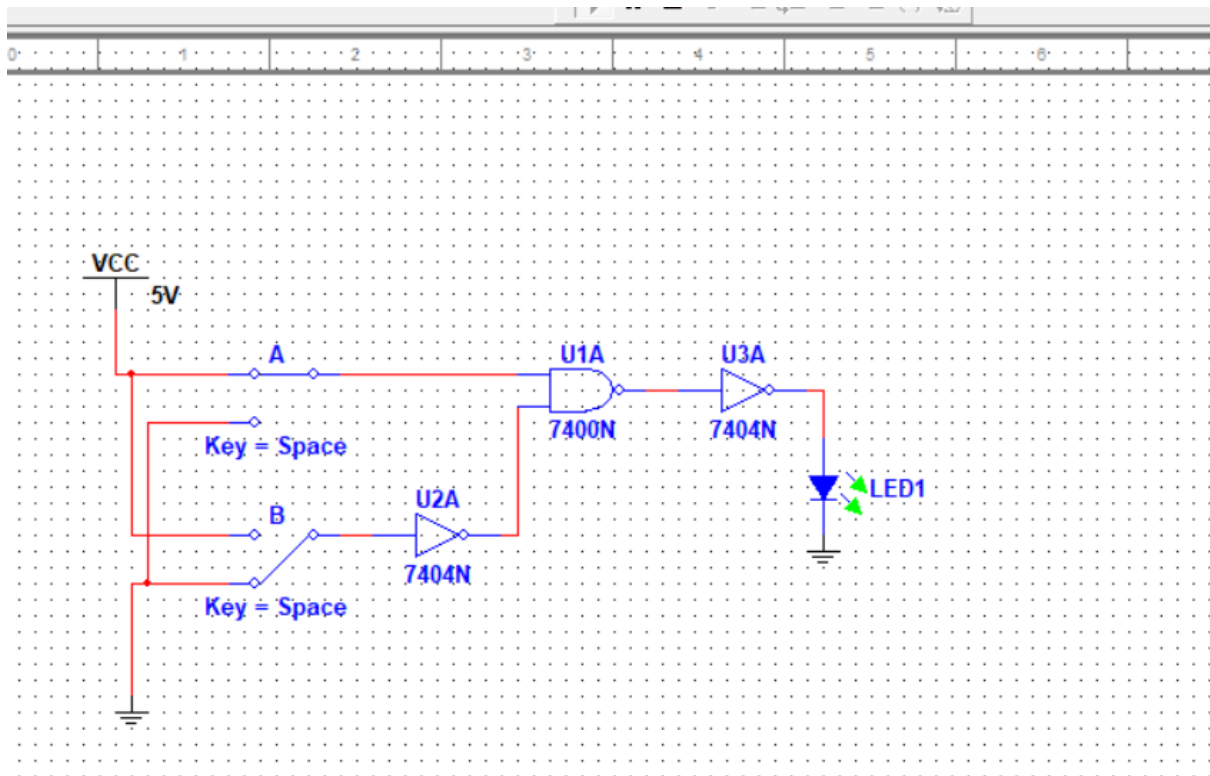 0 1 2 3 4 5 6
VCC
5V
A
U1A
U3A
Key = Space
7400N
7404N
U2A
LED1
B
7404N
Key = Space